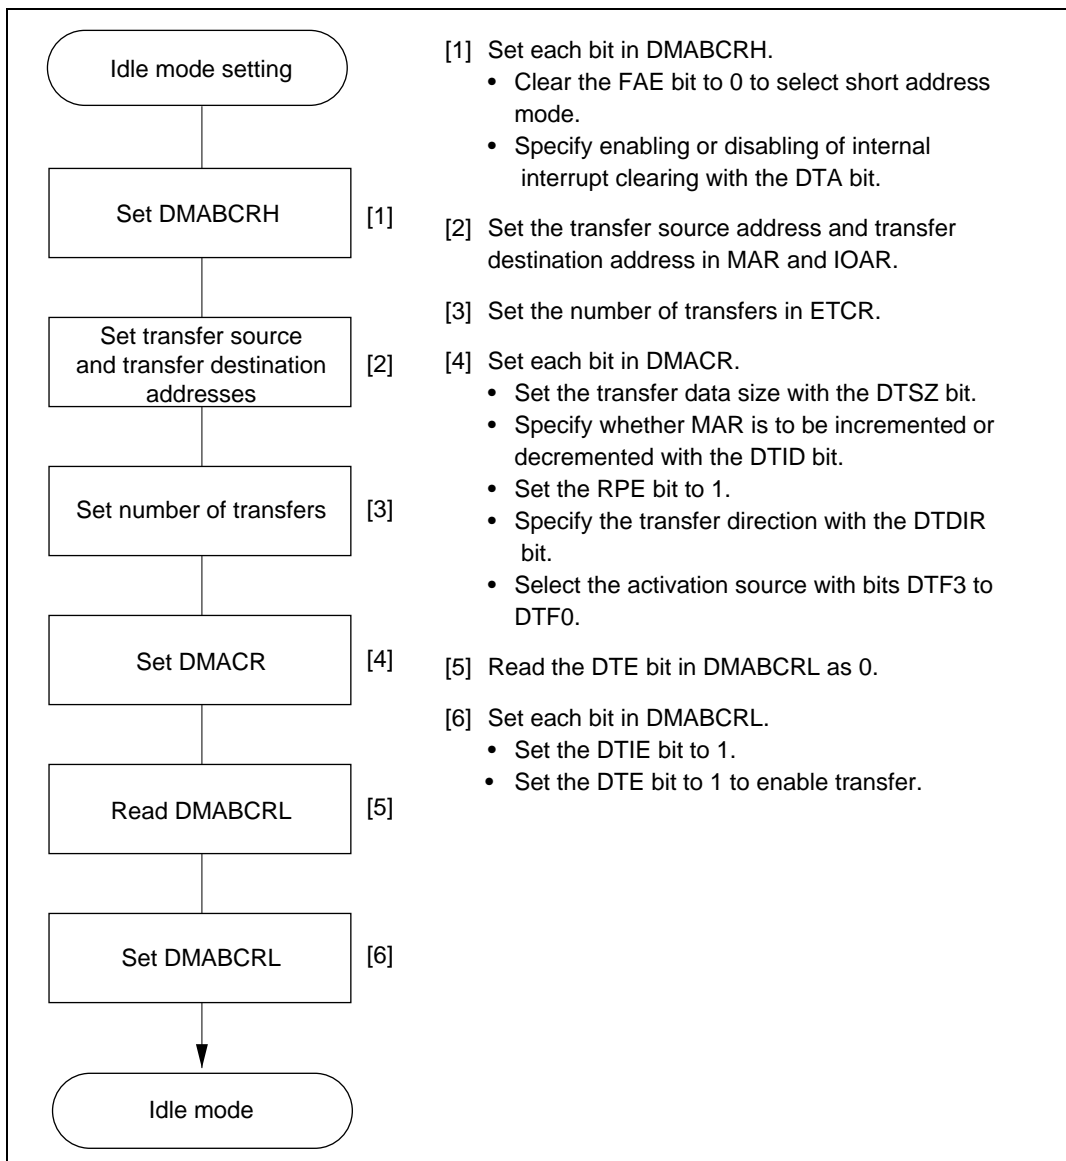 Idle mode setting
Set DMABCRH
[1]
Set transfer source
and transfer destination
addresses
[2]
Set number of transfers
[3]
Set DMACR
[4]
Read DMABCRL
[5]
Set DMABCRL
[6]
Idle mode
[1] Set each bit in DMABCRH.
• Clear the FAE bit to 0 to select short address
mode.
• Specify enabling or disabling of internal
interrupt clearing with the DTA bit.
[2] Set the transfer source address and transfer
destination address in MAR and IOAR.
[3] Set the number of transfers in ETCR.
[4] Set each bit in DMACR.
• Set the transfer data size with the DTSZ bit.
• Specify whether MAR is to be incremented or
decremented with the DTID bit.
• Set the RPE bit to 1.
• Specify the transfer direction with the DTDIR
bit.
• Select the activation source with bits DTF3 to
DTF0.
[5] Read the DTE bit in DMABCRL as 0.
[6] Set each bit in DMABCRL.
• Set the DTIE bit to 1.
• Set the DTE bit to 1 to enable transfer.